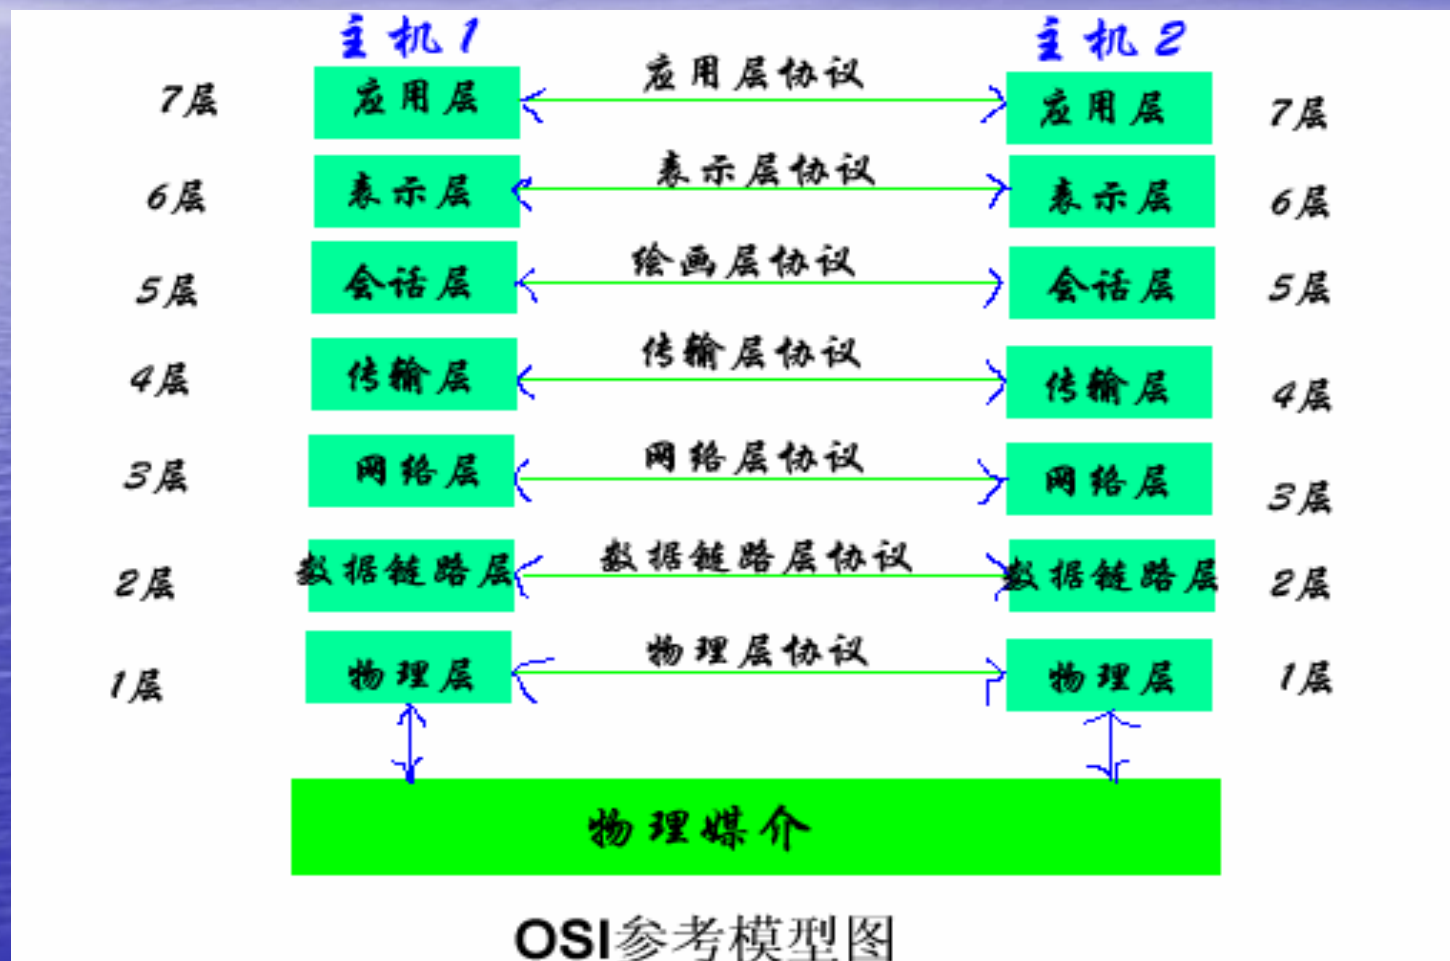 主机1 主机2
7层 应用层 应用层协议 应用层 7层
6层 表示层 表示层协议 表示层 6层
5层 会话层 绘画层协议 会话层 5层
4层 传输层 传输层协议 传输层 4层
3层 网络层 网络层协议 网络层 3层
2层 数据链路层 数据链路层协议 数据链路层 2层
1层 物理层 物理层协议 物理层 1层
物理媒介
OSI参考模型图